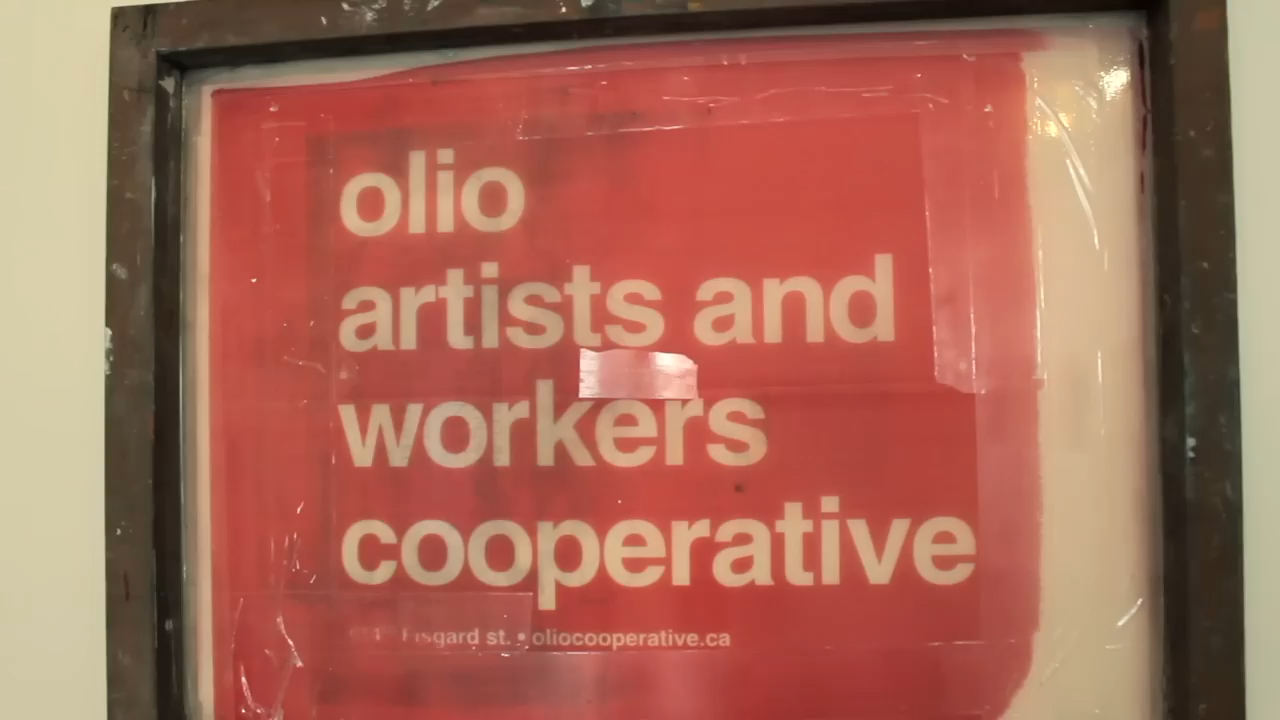 olio
artists and
workers
cooperative
Fisgard st. • oliocooperative.ca